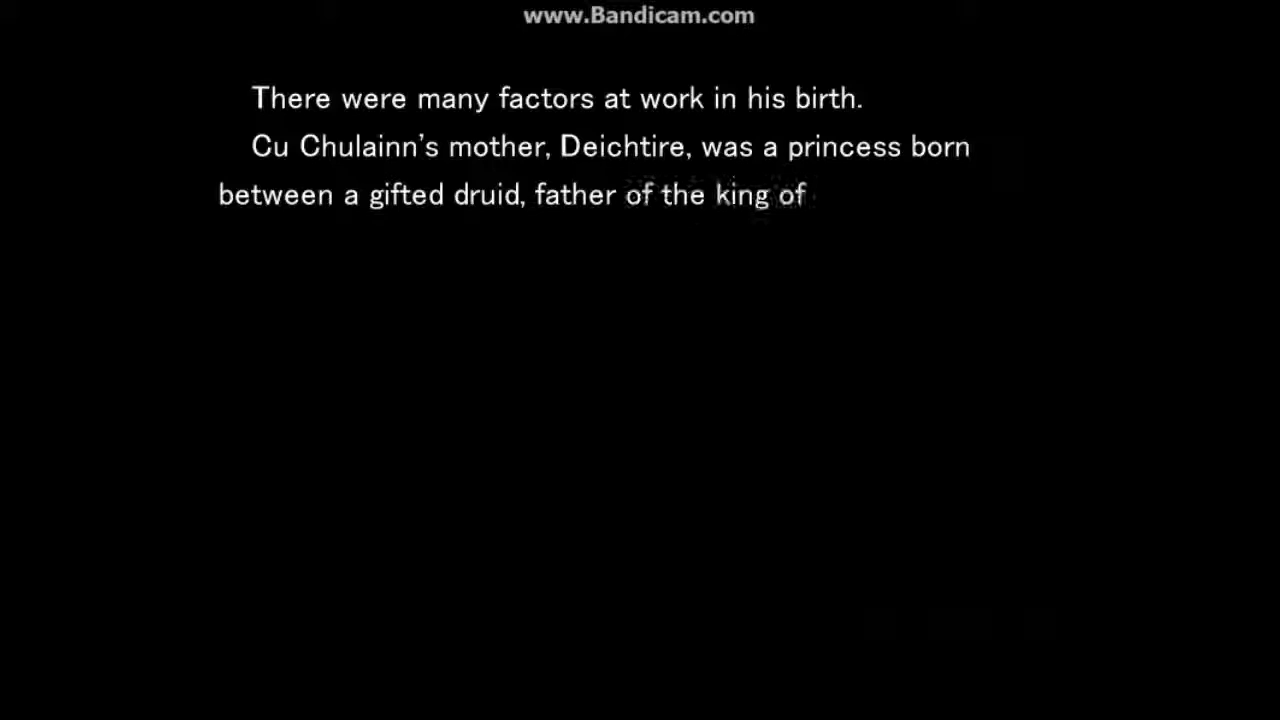 www.Bandicam.com
There were many factors at work in his birth.
Cu Chulainn's mother, Deichtire, was a princess born
between a gifted druid, father of the king of